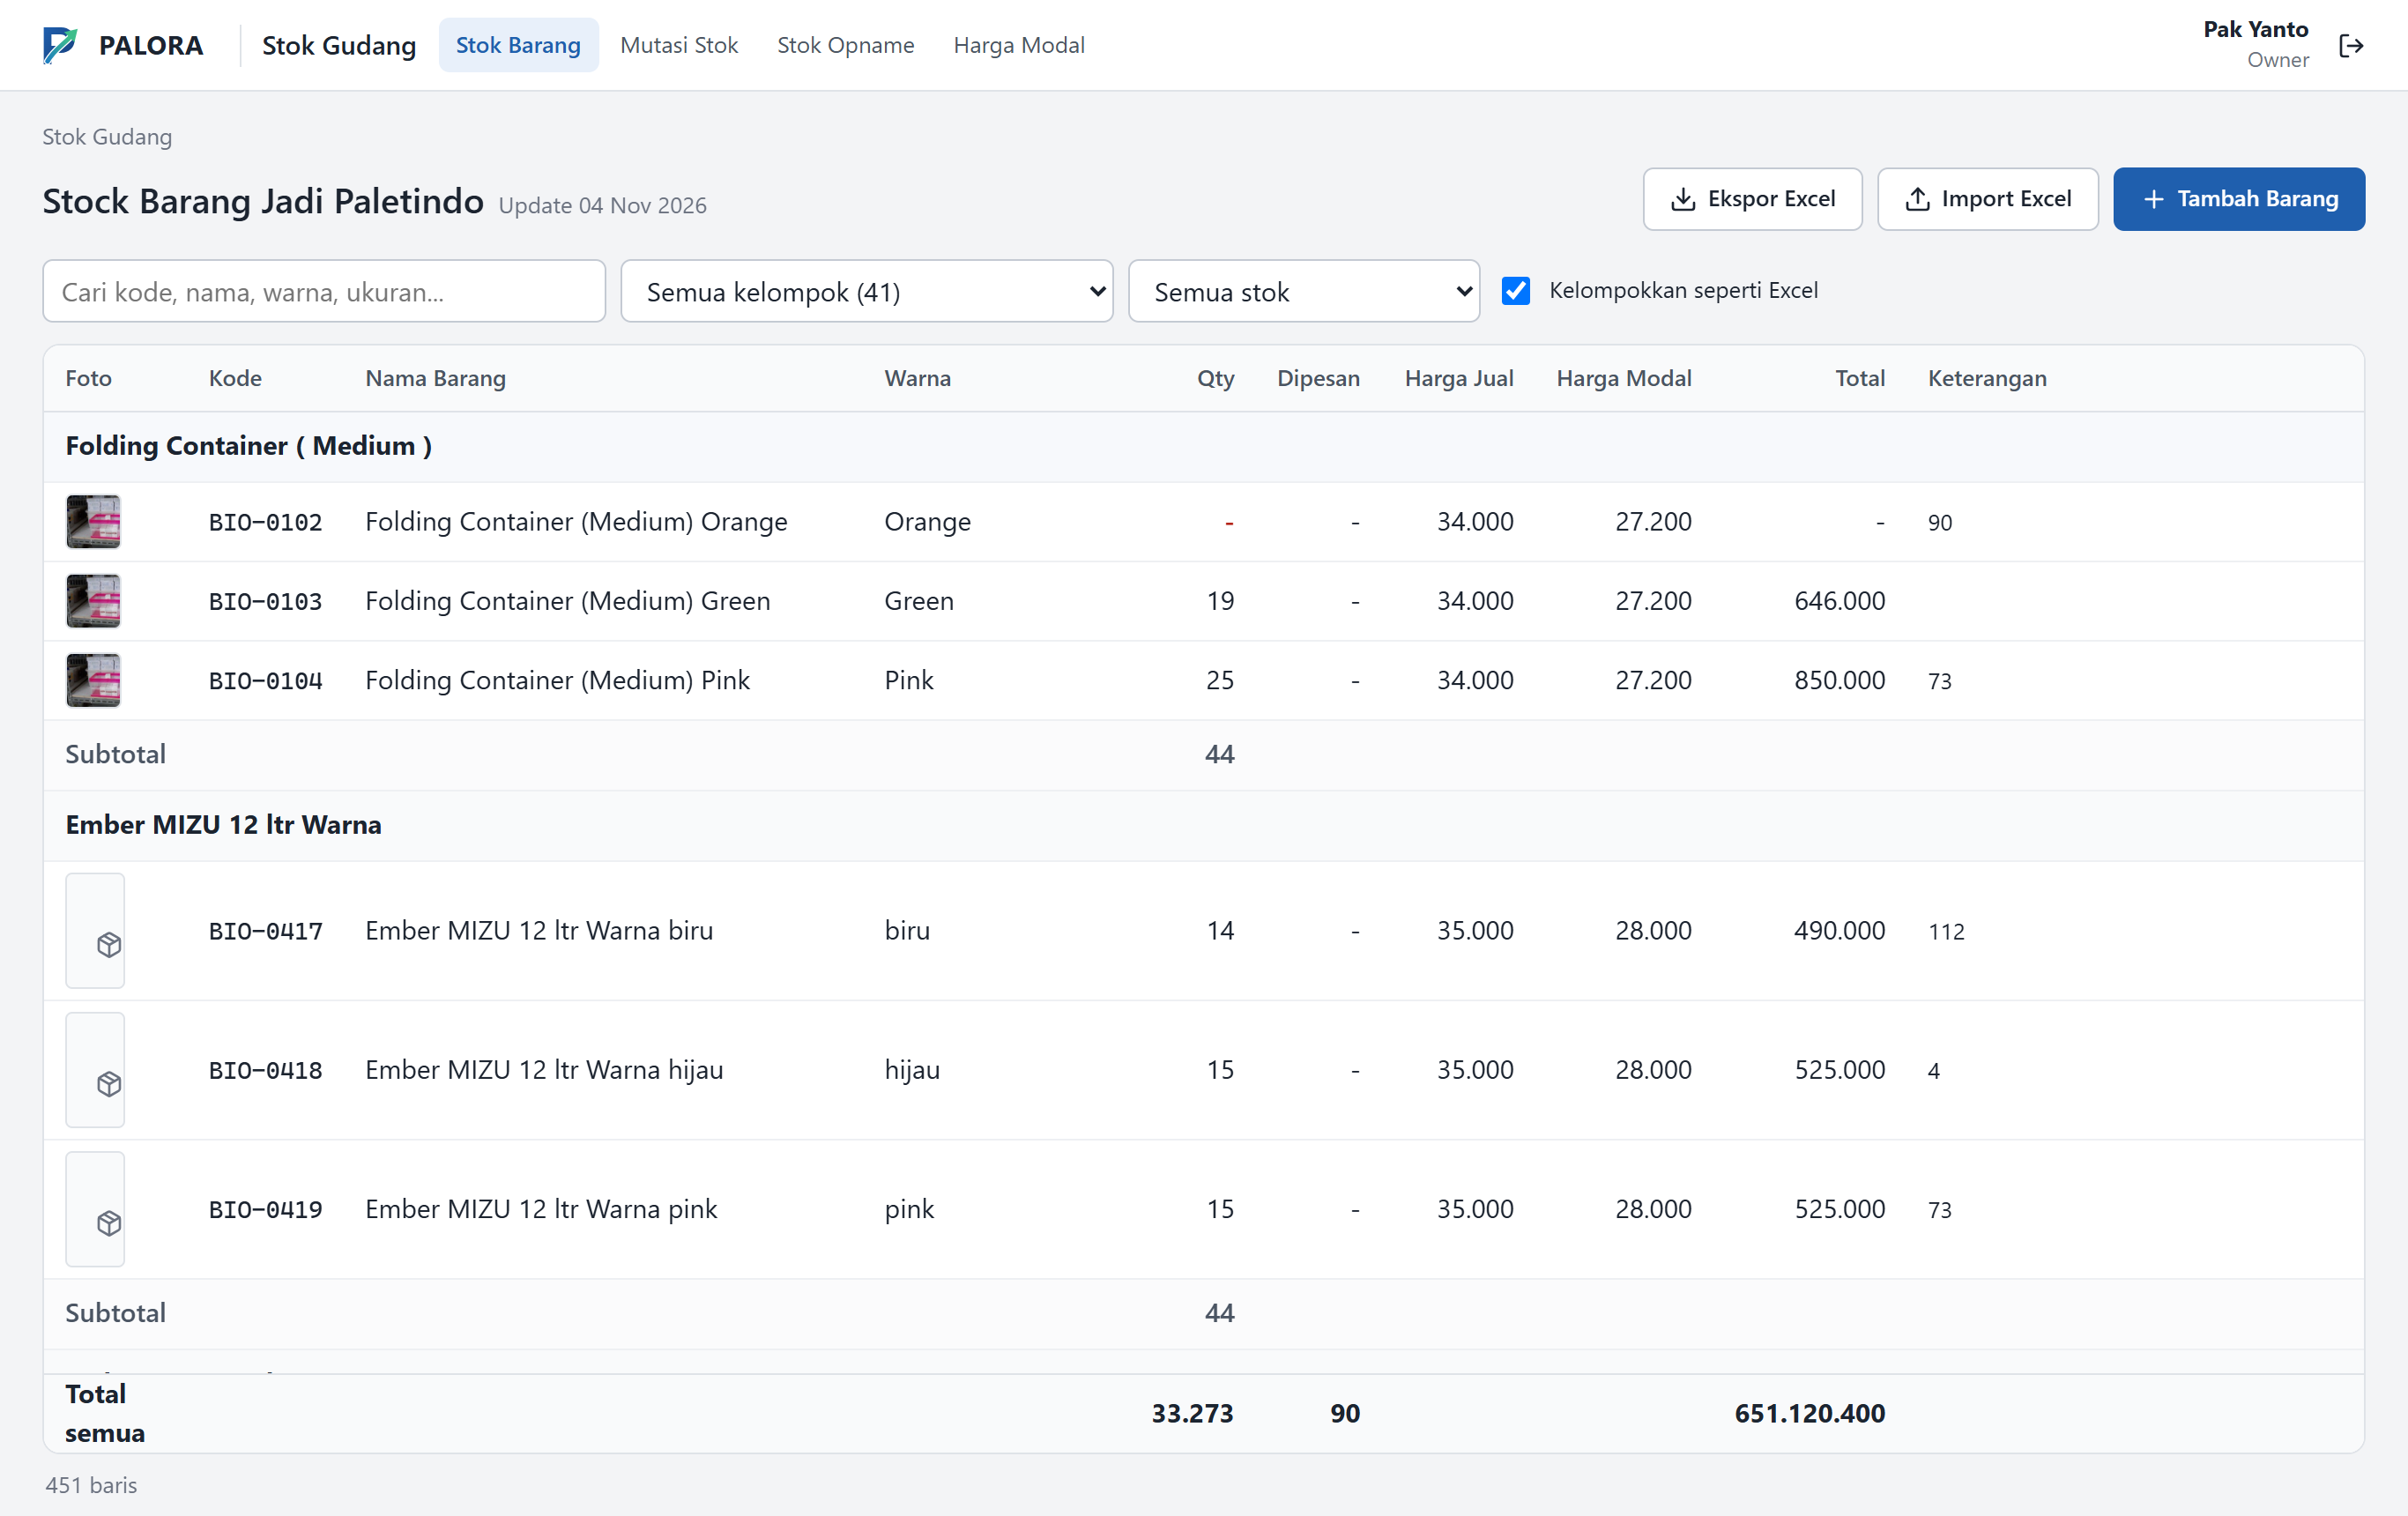 PALORA
Stok Gudang
Stok Barang
Mutasi Stok
Stok Opname
Harga Modal
Pak Yanto
Owner
Stok Gudang
Stock Barang Jadi Paletindo Update 04 Nov 2026
Ekspor Excel
Import Excel
Tambah Barang
Cari kode, nama, warna, ukuran...
Semua kelompok (41)
Semua stok
Kelompokkan seperti Excel
Foto Kode Nama Barang Warna Qty Dipesan Harga Jual Harga Modal Total Keterangan
Folding Container ( Medium )
BIO-0102 Folding Container (Medium) Orange Orange - - 34.000 27.200 - 90
BIO-0103 Folding Container (Medium) Green Green 19 - 34.000 27.200 646.000
BIO-0104 Folding Container (Medium) Pink Pink 25 - 34.000 27.200 850.000 73
Subtotal 44
Ember MIZU 12 ltr Warna
BIO-0417 Ember MIZU 12 ltr Warna biru biru 14 - 35.000 28.000 490.000 112
BIO-0418 Ember MIZU 12 ltr Warna hijau hijau 15 - 35.000 28.000 525.000 4
BIO-0419 Ember MIZU 12 ltr Warna pink pink 15 - 35.000 28.000 525.000 73
Subtotal 44
Total semua 33.273 90 651.120.400
451 baris